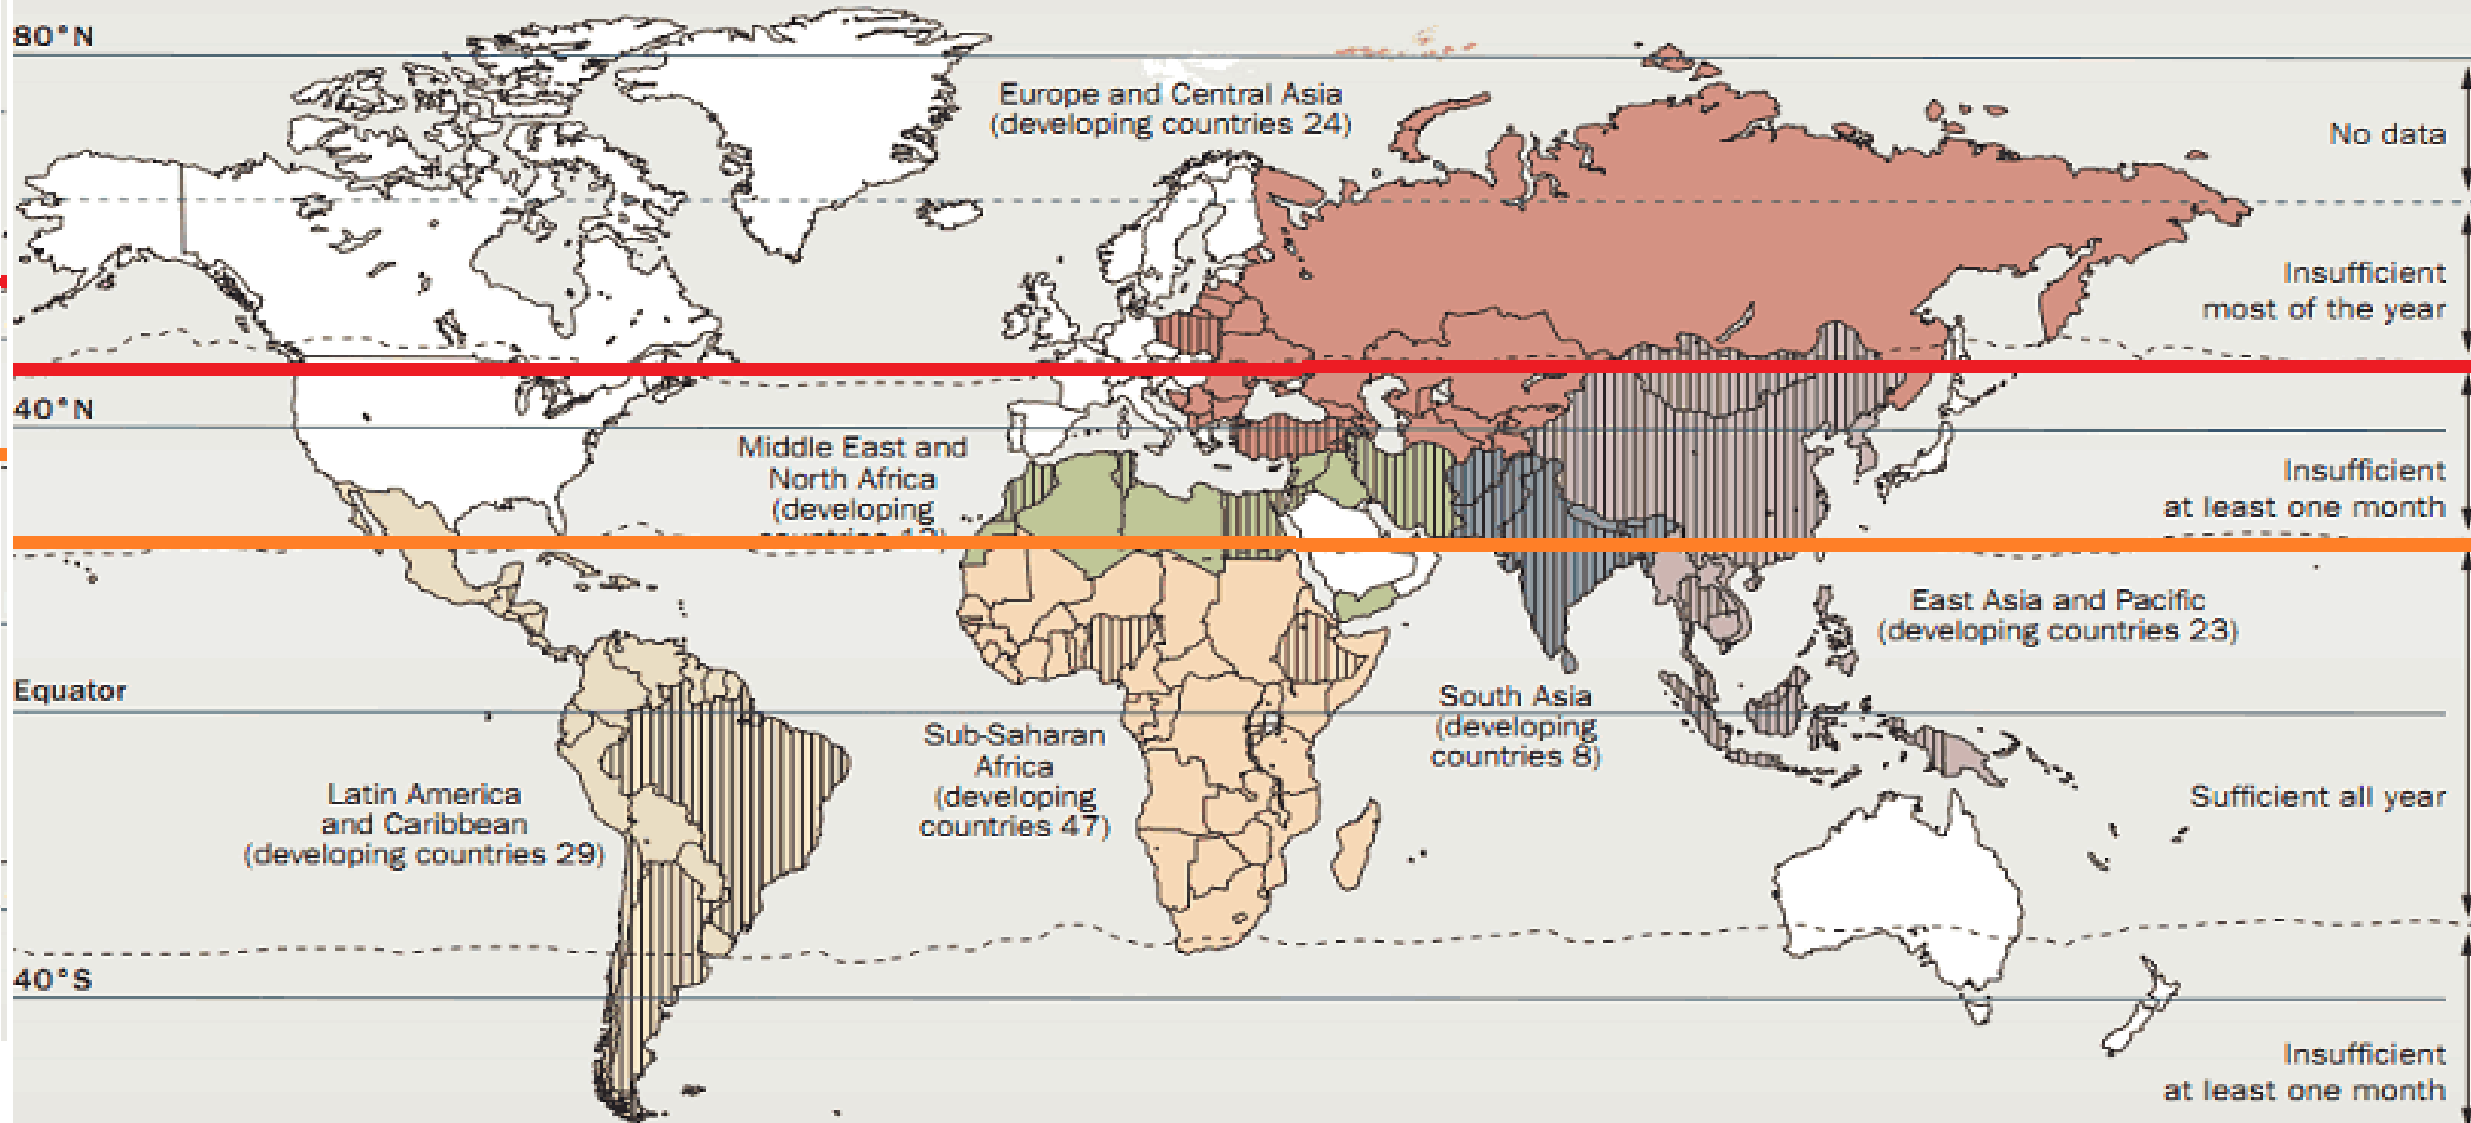 80°N
Europe and Central Asia
(developing countries 24)
No data
Insufficient
most of the year
40°N
Middle East and
North Africa
(developing
Insufficient
at least one month
East Asia and Pacific
(developing countries 23)
Equator
South Asia
(developing
countries 8)
Sub-Saharan
Africa
(developing
countries 47)
Latin America
and Caribbean
(developing countries 29)
Sufficient all year
40°S
Insufficient
at least one month